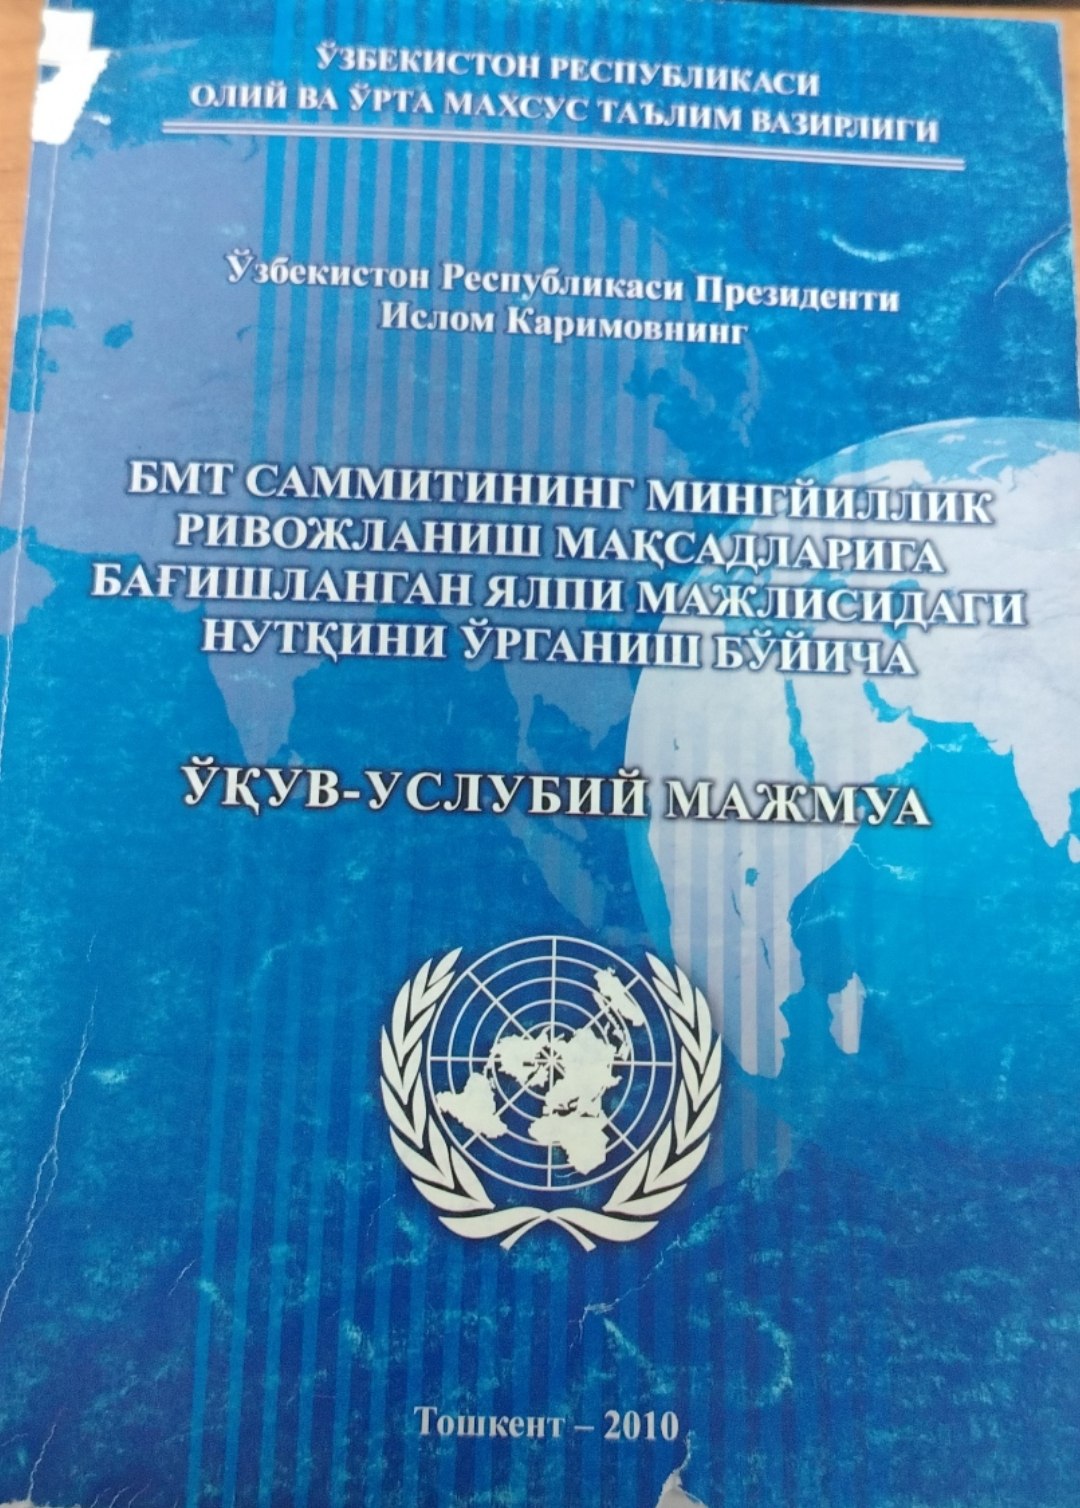 ЎЗБЕКИСТОН РЕСПУБЛИКАСИ
ОЛИЙ ВА ЎРТА МАХСУС ТАЪЛИМ ВАЗИРЛИГИ
Ўзбекистон Республикаси Президенти
Ислом Каримовнинг
БМТ САММИТИНИНГ МИНГЙИЛЛИК
РИВОЖЛАНИШ МАҚСАДЛАРИГА
БАҒИШЛАНГАН ЯЛПИ МАЖЛИСИДАГИ
НУТҚИНИ ЎРГАНИШ БЎЙИЧА
ЎҚУВ-УСЛУБИЙ МАЖМУА
Тошкент – 2010